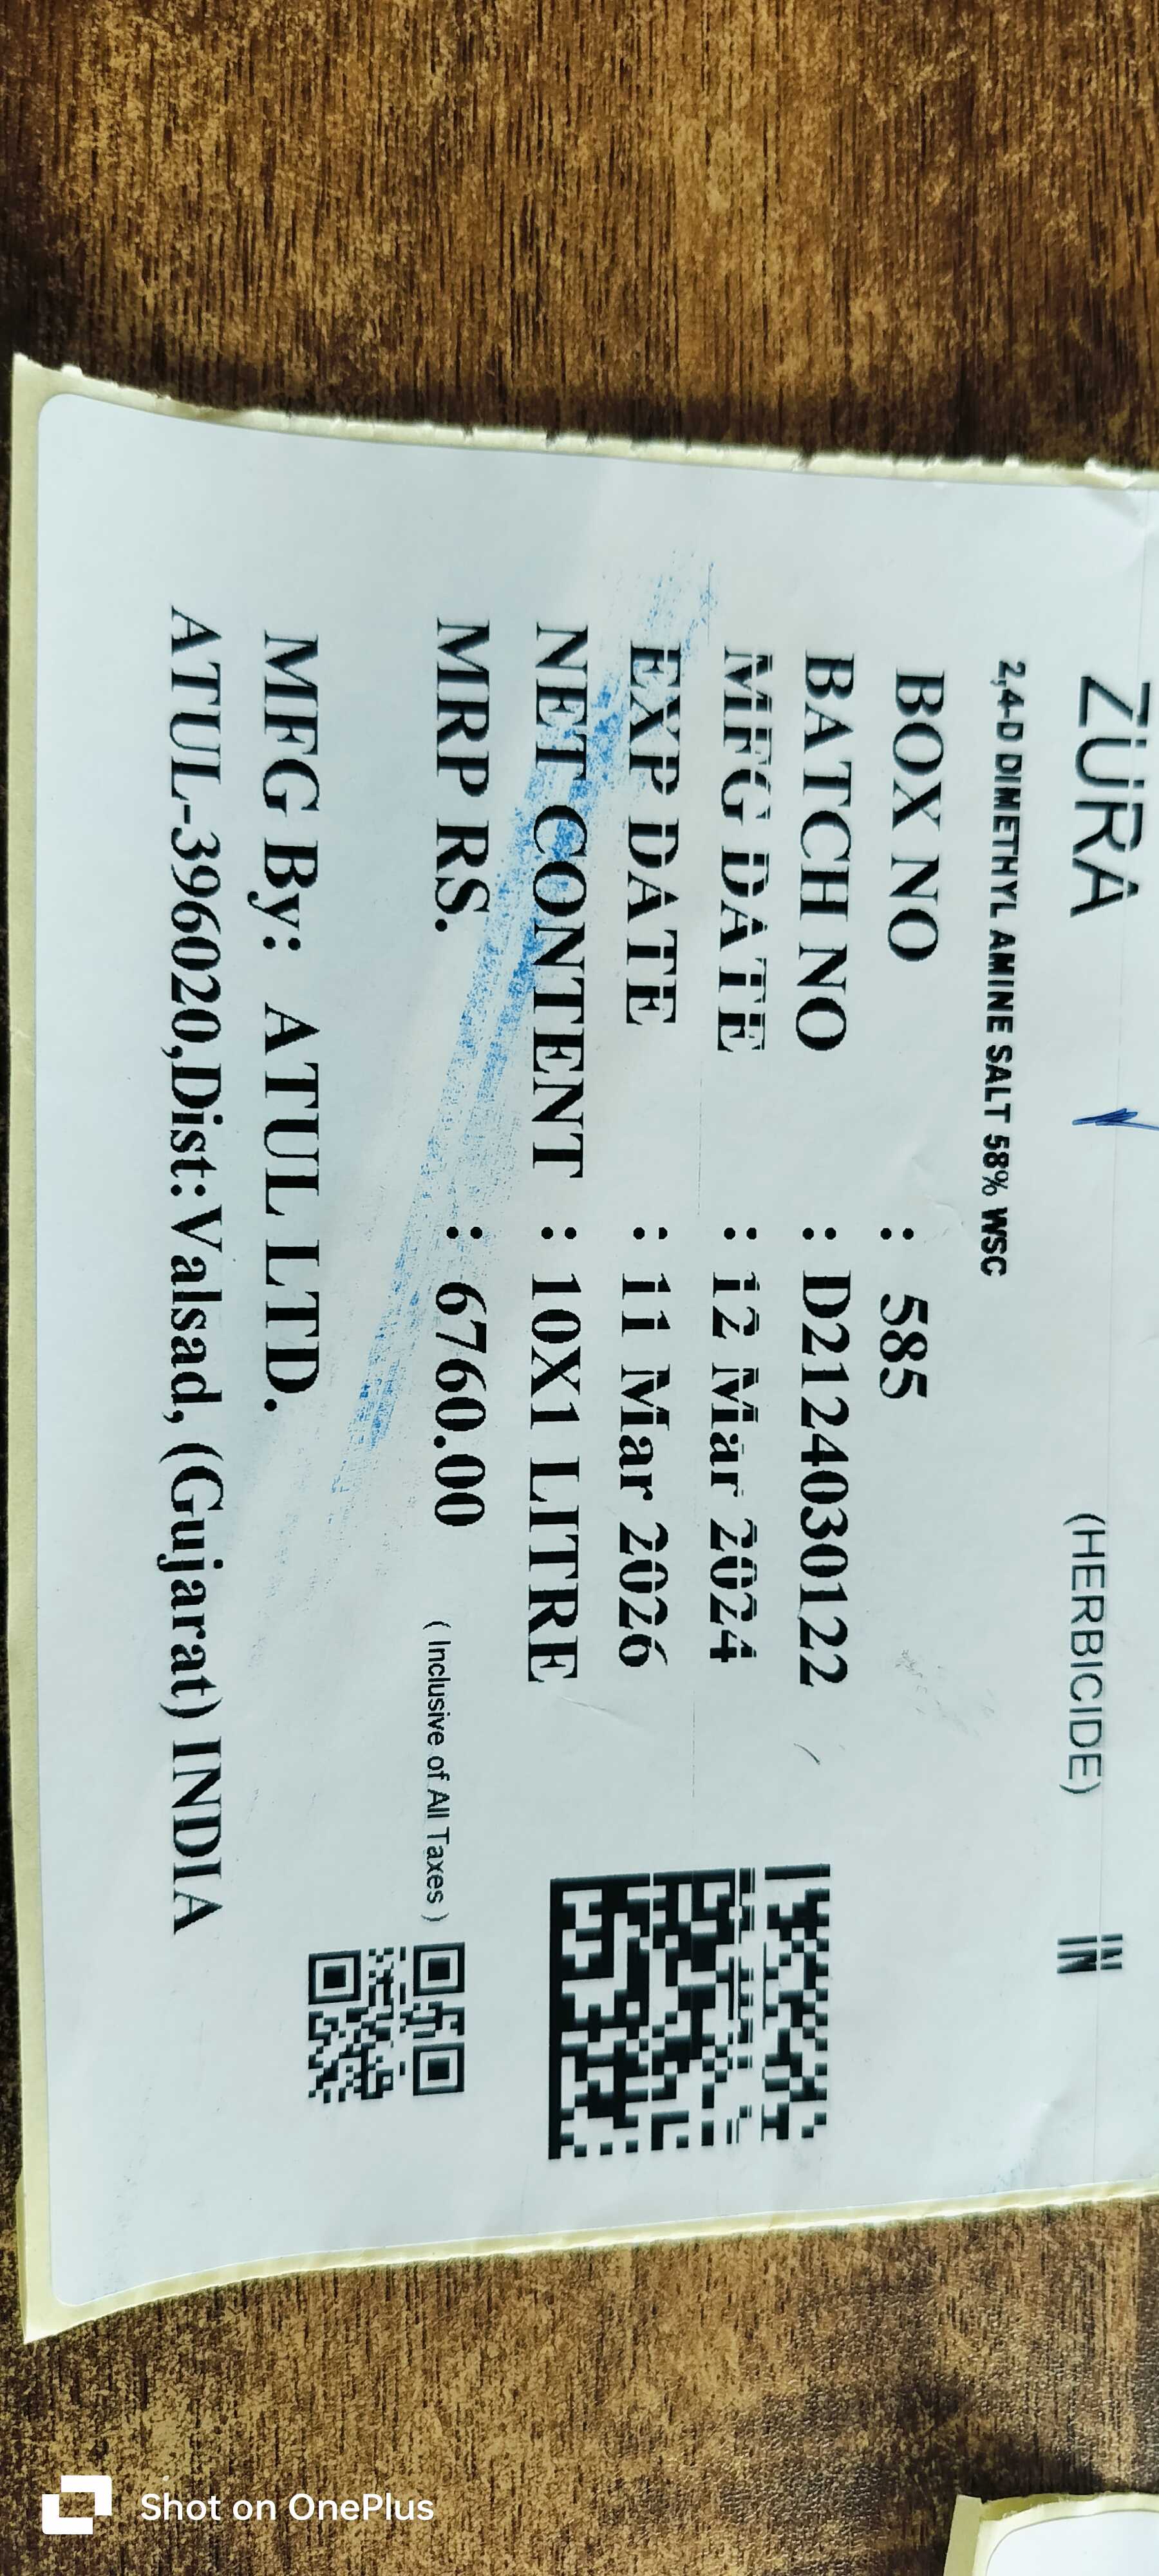 ZURA (HERBICIDE) IN
2,4-D DIMETHYL AMINE SALT 58% WSC
BOX NO : 585
BATCH NO : D2124030122
MFG DATE : 12 Mar 2024
EXP DATE : 11 Mar 2026
NET CONTENT : 10X1 LITRE
MRP RS. : 6760.00 ( Inclusive of All Taxes )
MFG By: ATUL LTD.
ATUL-396020,Dist:Valsad, (Gujarat) INDIA
Shot on OnePlus